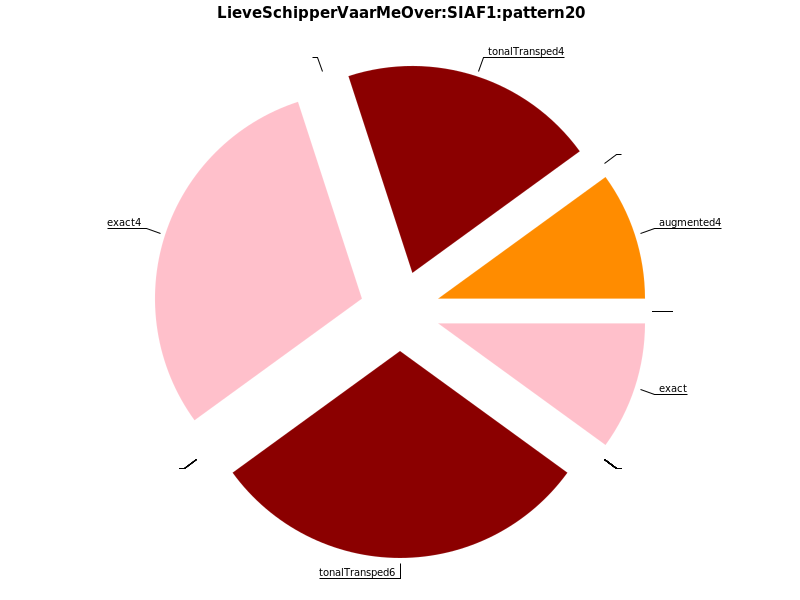 LieveSchipperVaarMeOver:SIAF1:pattern20
tonalTransped4
exact4
augmented4
exact
tonalTransped6